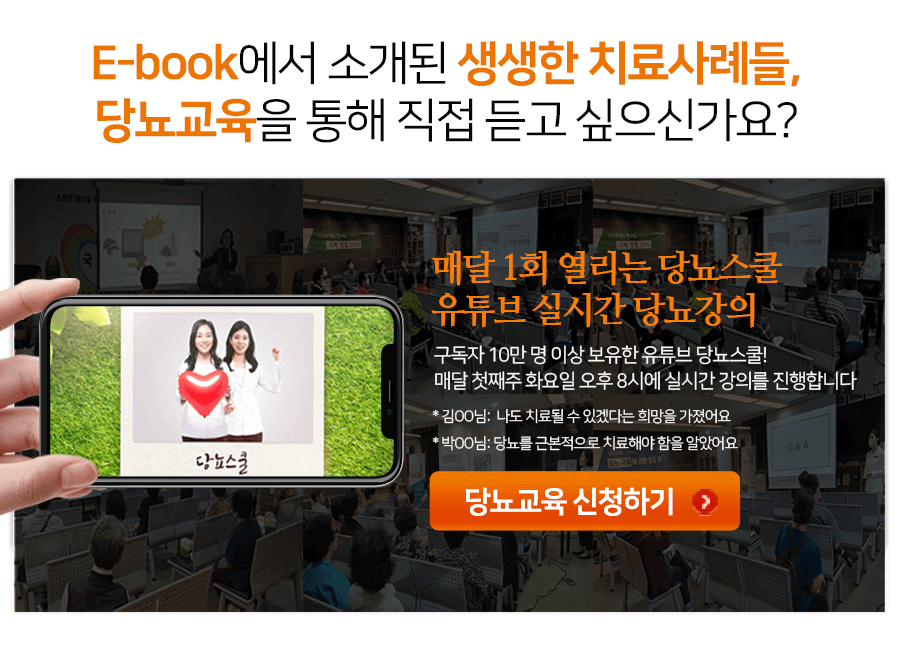 E-book에서 소개된 생생한 치료사례들,
당뇨교육을 통해 직접 듣고 싶으신가요?
매달 1회 열리는 당뇨스쿨
유튜브 실시간 당뇨강의
구독자 10만 명 이상 보유한 유튜브 당뇨스쿨!
매달 첫째주 화요일 오후 8시에 실시간 강의를 진행합니다
* 김OO님: 나도 치료될 수 있겠다는 희망을 가졌어요
* 박OO님: 당뇨를 근본적으로 치료해야 함을 알았어요
당뇨스쿨
당뇨교육 신청하기
Q & A
국